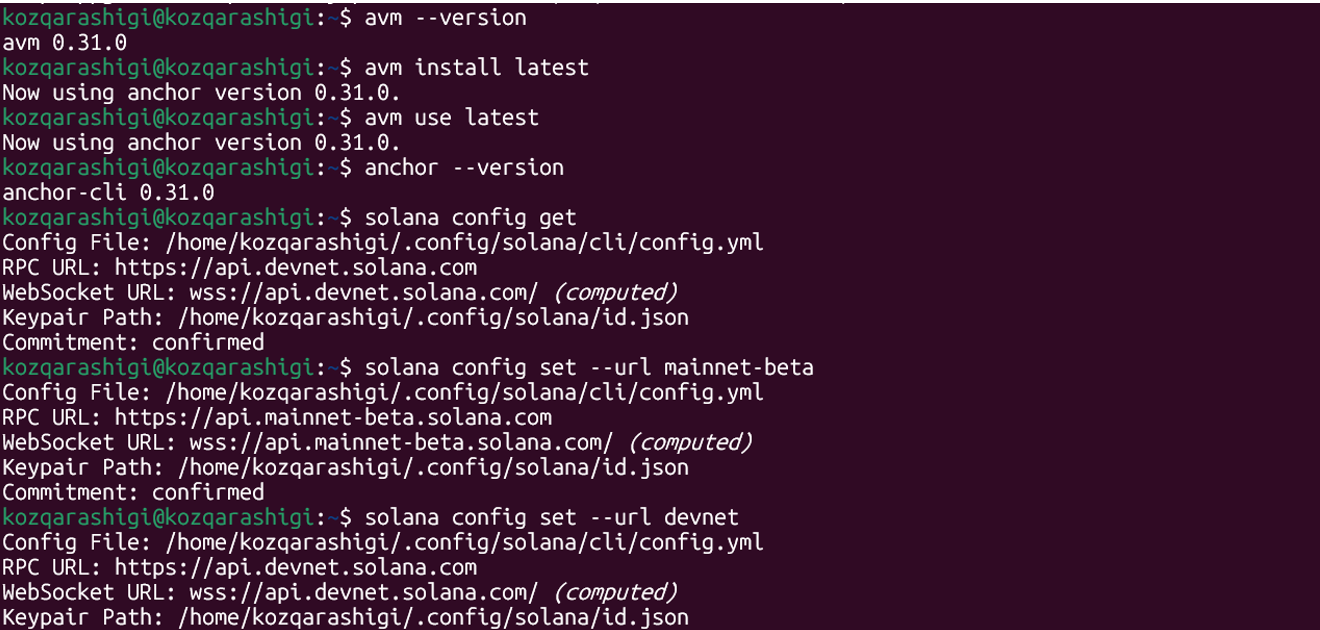 kozqarashigi@kozqarashigi:~$ avm --version
avm 0.31.0
kozqarashigi@kozqarashigi:~$ avm install latest
Now using anchor version 0.31.0.
kozqarashigi@kozqarashigi:~$ avm use latest
Now using anchor version 0.31.0.
kozqarashigi@kozqarashigi:~$ anchor --version
anchor-cli 0.31.0
kozqarashigi@kozqarashigi:~$ solana config get
Config File: /home/kozqarashigi/.config/solana/cli/config.yml
RPC URL: https://api.devnet.solana.com
WebSocket URL: wss://api.devnet.solana.com/ (computed)
Keypair Path: /home/kozqarashigi/.config/solana/id.json
Commitment: confirmed
kozqarashigi@kozqarashigi:~$ solana config set --url mainnet-beta
Config File: /home/kozqarashigi/.config/solana/cli/config.yml
RPC URL: https://api.mainnet-beta.solana.com
WebSocket URL: wss://api.mainnet-beta.solana.com/ (computed)
Keypair Path: /home/kozqarashigi/.config/solana/id.json
Commitment: confirmed
kozqarashigi@kozqarashigi:~$ solana config set --url devnet
Config File: /home/kozqarashigi/.config/solana/cli/config.yml
RPC URL: https://api.devnet.solana.com
WebSocket URL: wss://api.devnet.solana.com/ (computed)
Keypair Path: /home/kozqarashigi/.config/solana/id.json